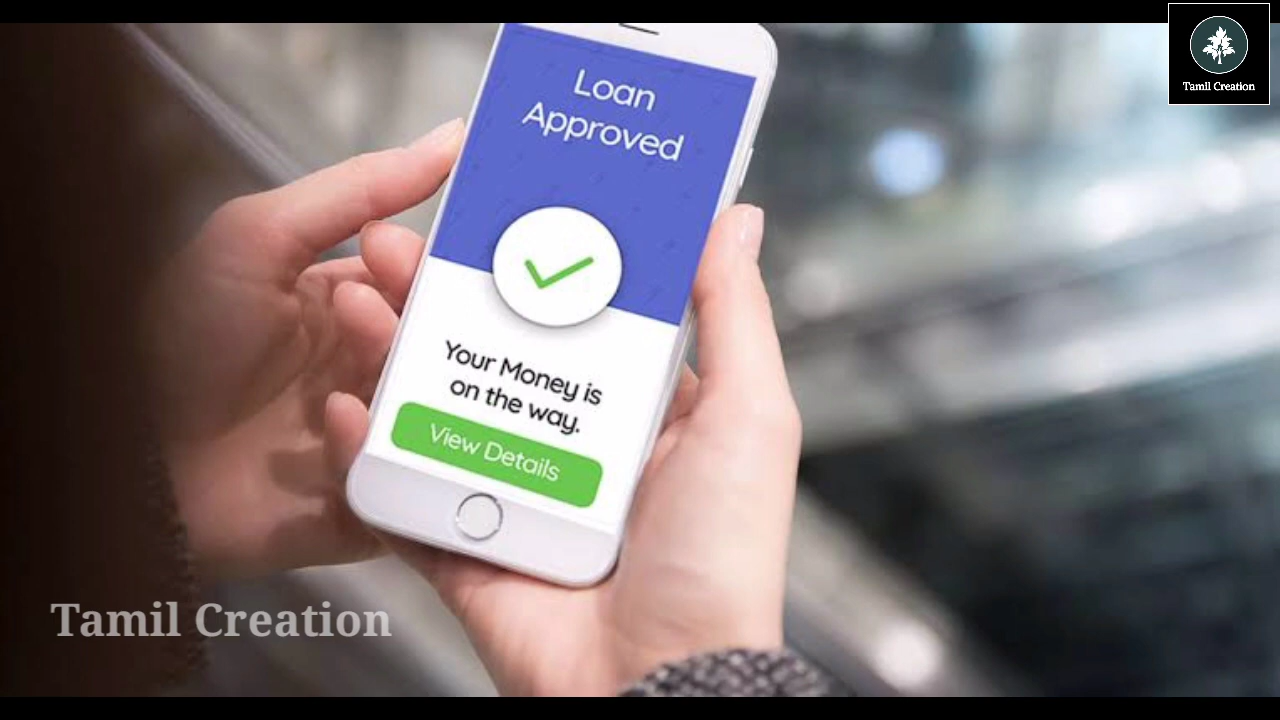 Tamil Creation
Loan
Approved
Your Money is
on the way.
View Details
Tamil Creation